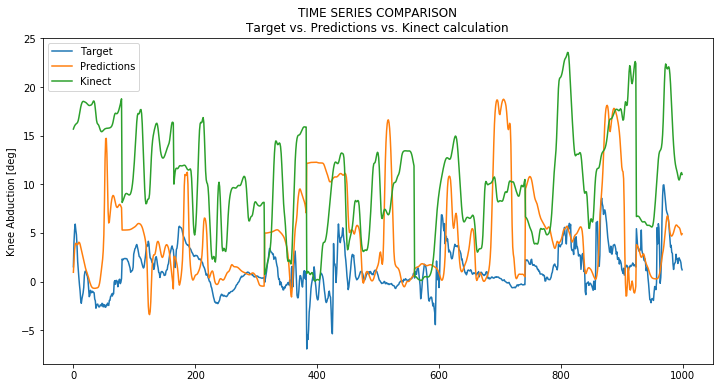 TIME SERIES COMPARISON
Target vs. Predictions vs. Kinect calculation
Target
Predictions
Kinect
Knee Abduction [deg]
25
20
15
10
5
0
−5
0
200
400
600
800
1000